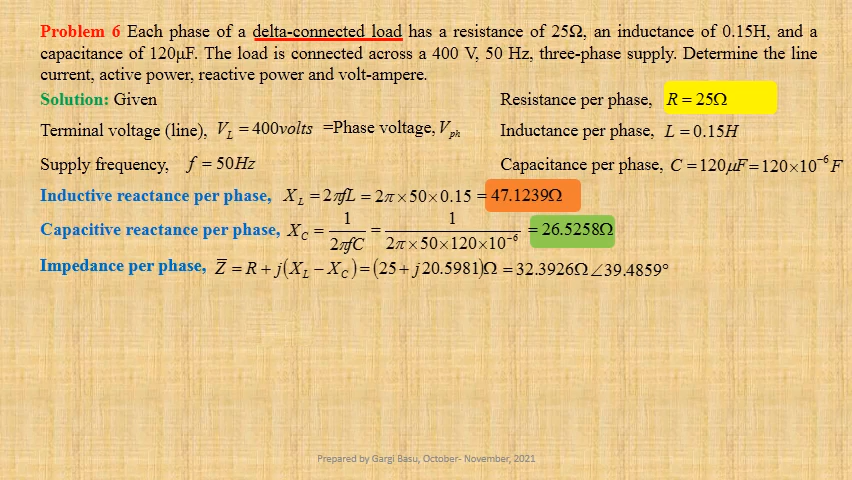 Problem 6 Each phase of a delta-connected load has a resistance of 25Ω, an inductance of 0.15H, and a
capacitance of 120μF. The load is connected across a 400 V, 50 Hz, three-phase supply. Determine the line
current, active power, reactive power and volt-ampere.
Solution: Given
Resistance per phase, R = 25Ω
Terminal voltage (line), V_L = 400volts =Phase voltage, V_ph
Inductance per phase, L = 0.15H
Supply frequency, f = 50Hz
Capacitance per phase, C = 120μF = 120×10^-6 F
Inductive reactance per phase, X_L = 2πfL = 2π×50×0.15 = 47.1239Ω
Capacitive reactance per phase, X_C = 1/(2πfC) = 1/(2π×50×120×10^-6) = 26.5258Ω
Impedance per phase, Z̅ = R + j(X_L − X_C) = (25 + j20.5981)Ω = 32.3926Ω∠39.4859°
Prepared by Gargi Basu, October- November, 2021